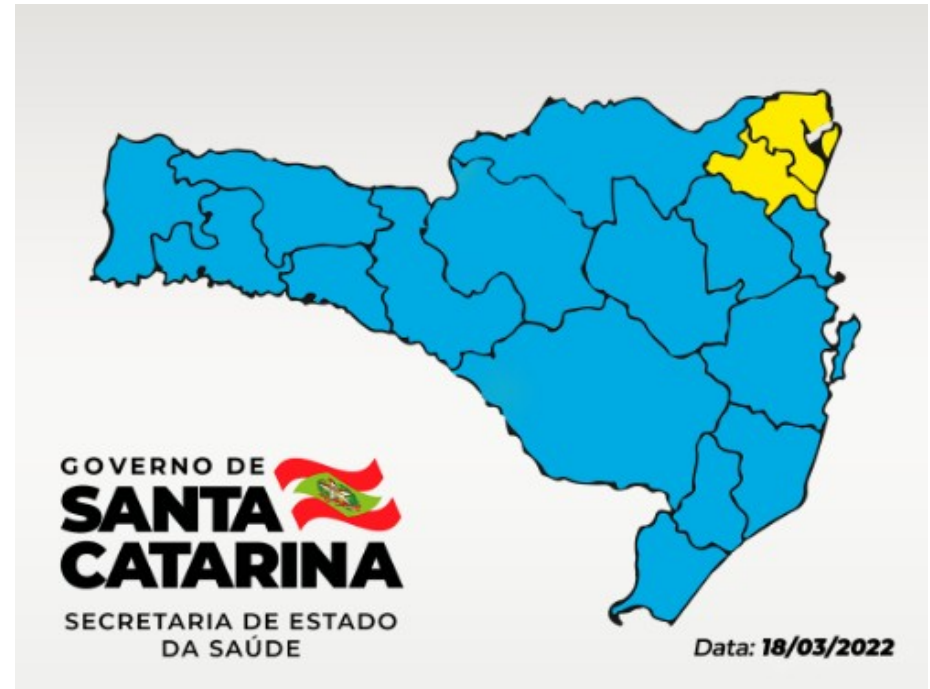 GOVERNO DE
SANTA
CATARINA
SECRETARIA DE ESTADO
DA SAÚDE
Data: 18/03/2022